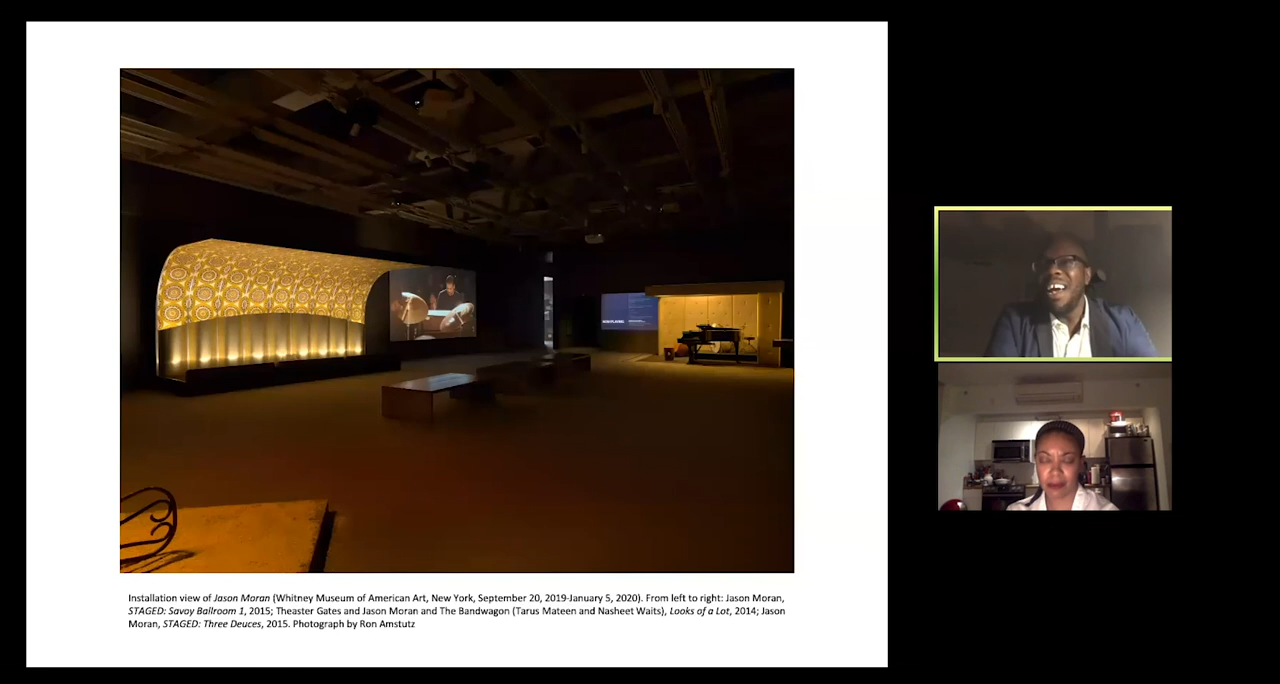 Installation view of Jason Moran (Whitney Museum of American Art, New York, September 20, 2019-January 5, 2020). From left to right: Jason Moran,
STAGED: Savoy Ballroom 1, 2015; Theaster Gates and Jason Moran and The Bandwagon (Tarus Mateen and Nasheet Waits), Looks of a Lot, 2014; Jason
Moran, STAGED: Three Deuces, 2015. Photograph by Ron Amstutz